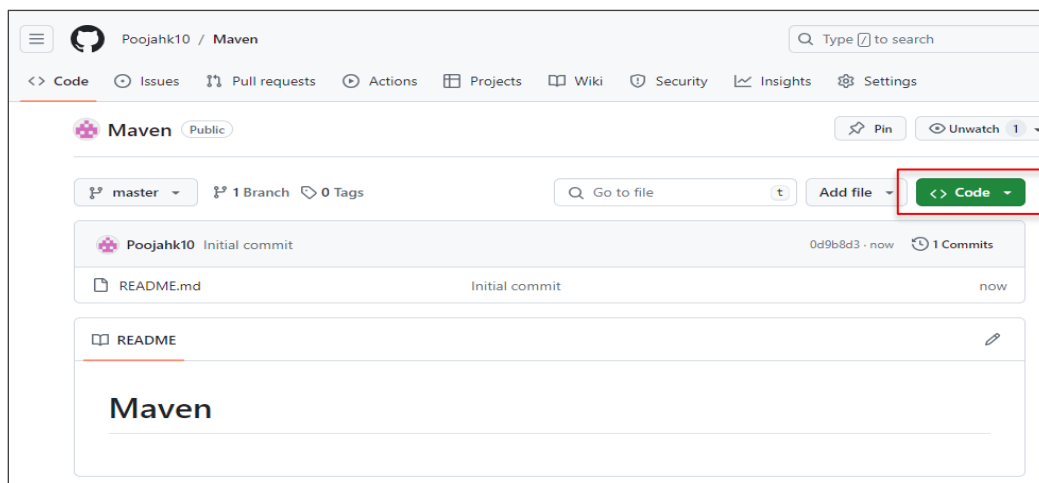 Poojahk10 / Maven
Type / to search
<> Code Issues Pull requests Actions Projects Wiki Security Insights Settings
Maven Public Pin Unwatch 1
master 1 Branch 0 Tags Go to file t Add file <> Code
Poojahk10 Initial commit 0d9b8d3 · now 1 Commits
README.md Initial commit now
README
Maven